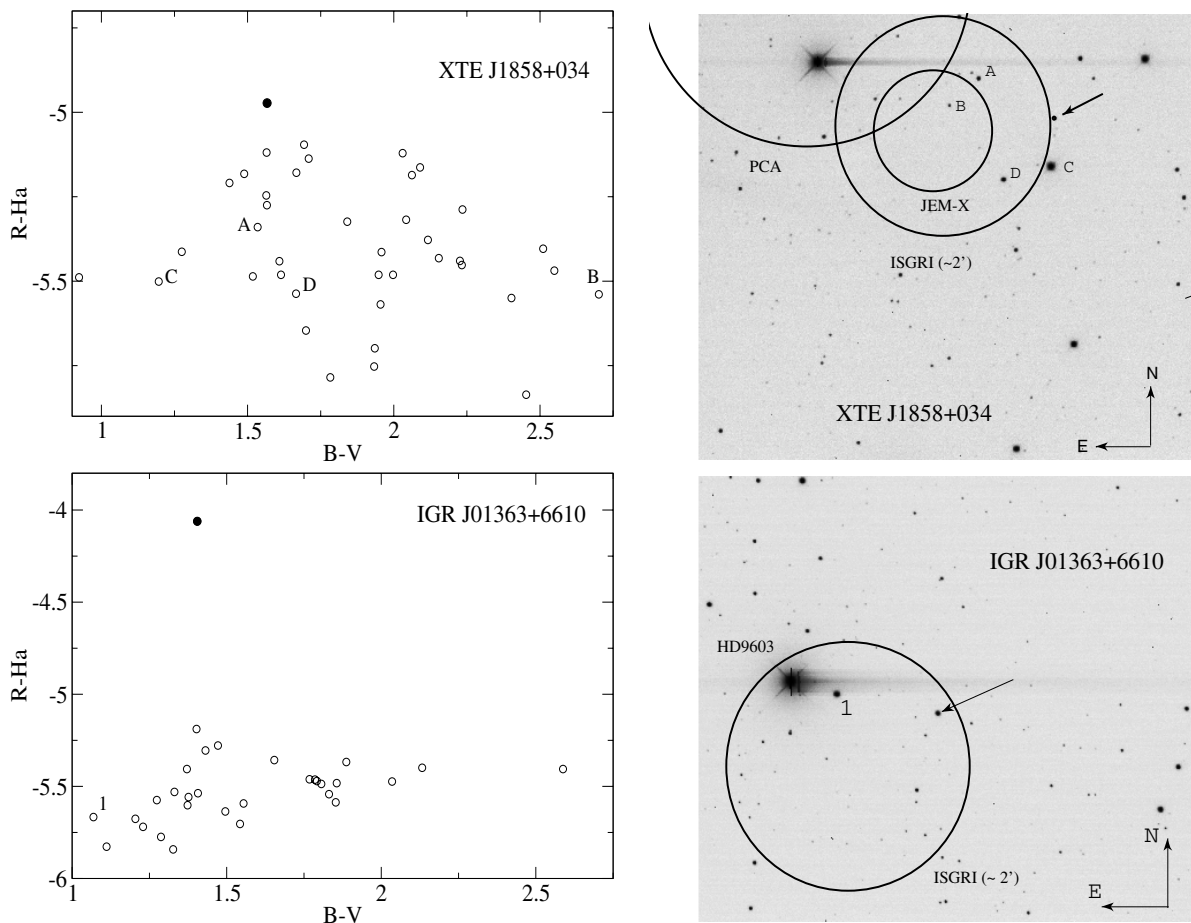 XTE J1858+034
R-Ha
-5
-5.5
A
C
D
B
1
1.5
2
2.5
B-V
A
B
PCA
D
C
JEM-X
ISGRI (~2')
XTE J1858+034
N
E
IGR J01363+6610
R-Ha
-4
-4.5
-5
-5.5
-6
1
1
1.5
2
2.5
B-V
IGR J01363+6610
HD9603
1
ISGRI (~ 2')
N
E